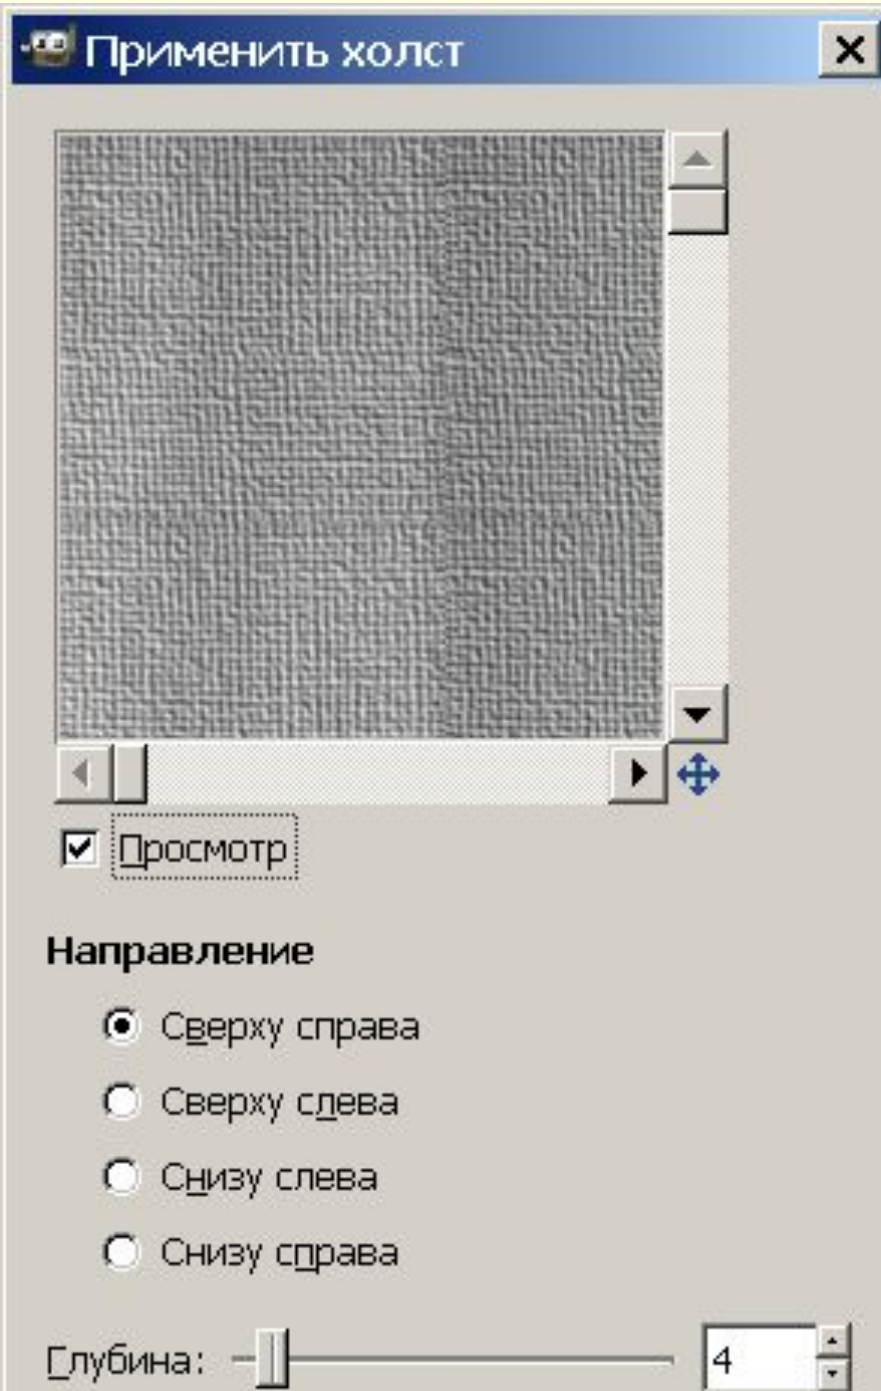 Применить холст
Просмотр
Направление
Сверху справа
Сверху слева
Снизу слева
Снизу справа
Глубина: 4